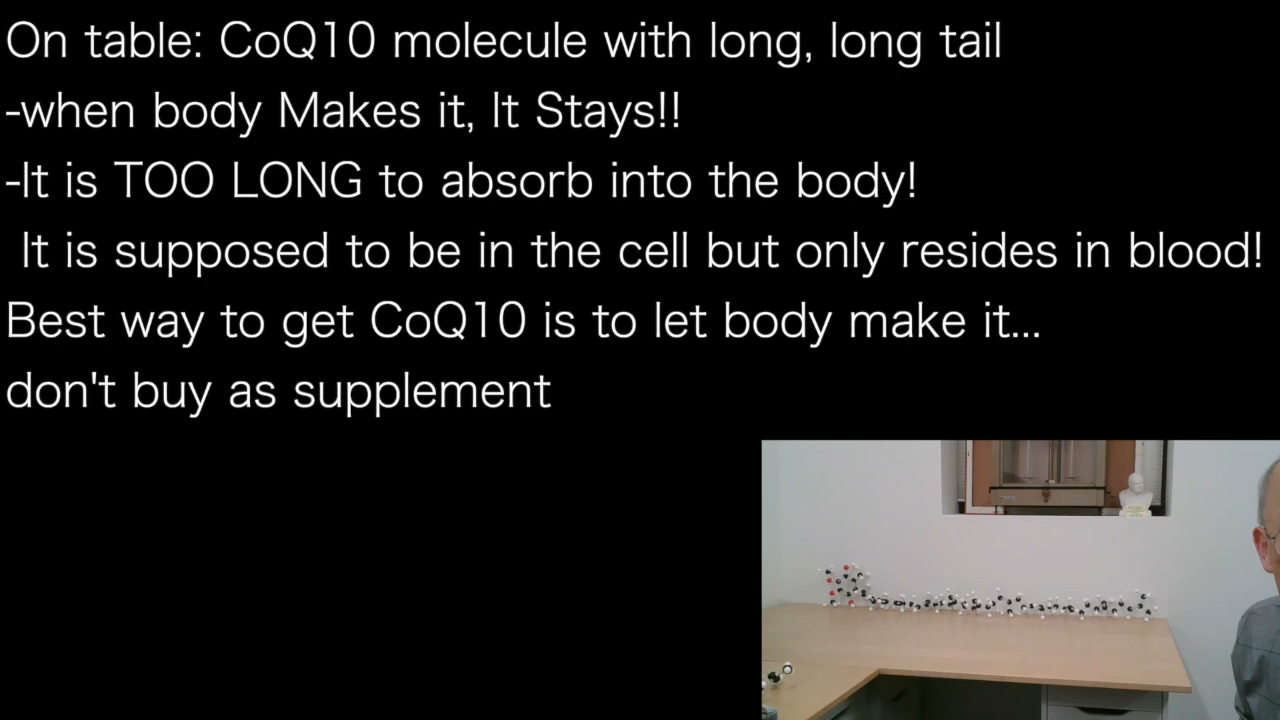 On table: CoQ10 molecule with long, long tail
-when body Makes it, It Stays!!
-It is TOO LONG to absorb into the body!
It is supposed to be in the cell but only resides in blood!
Best way to get CoQ10 is to let body make it...
don't buy as supplement